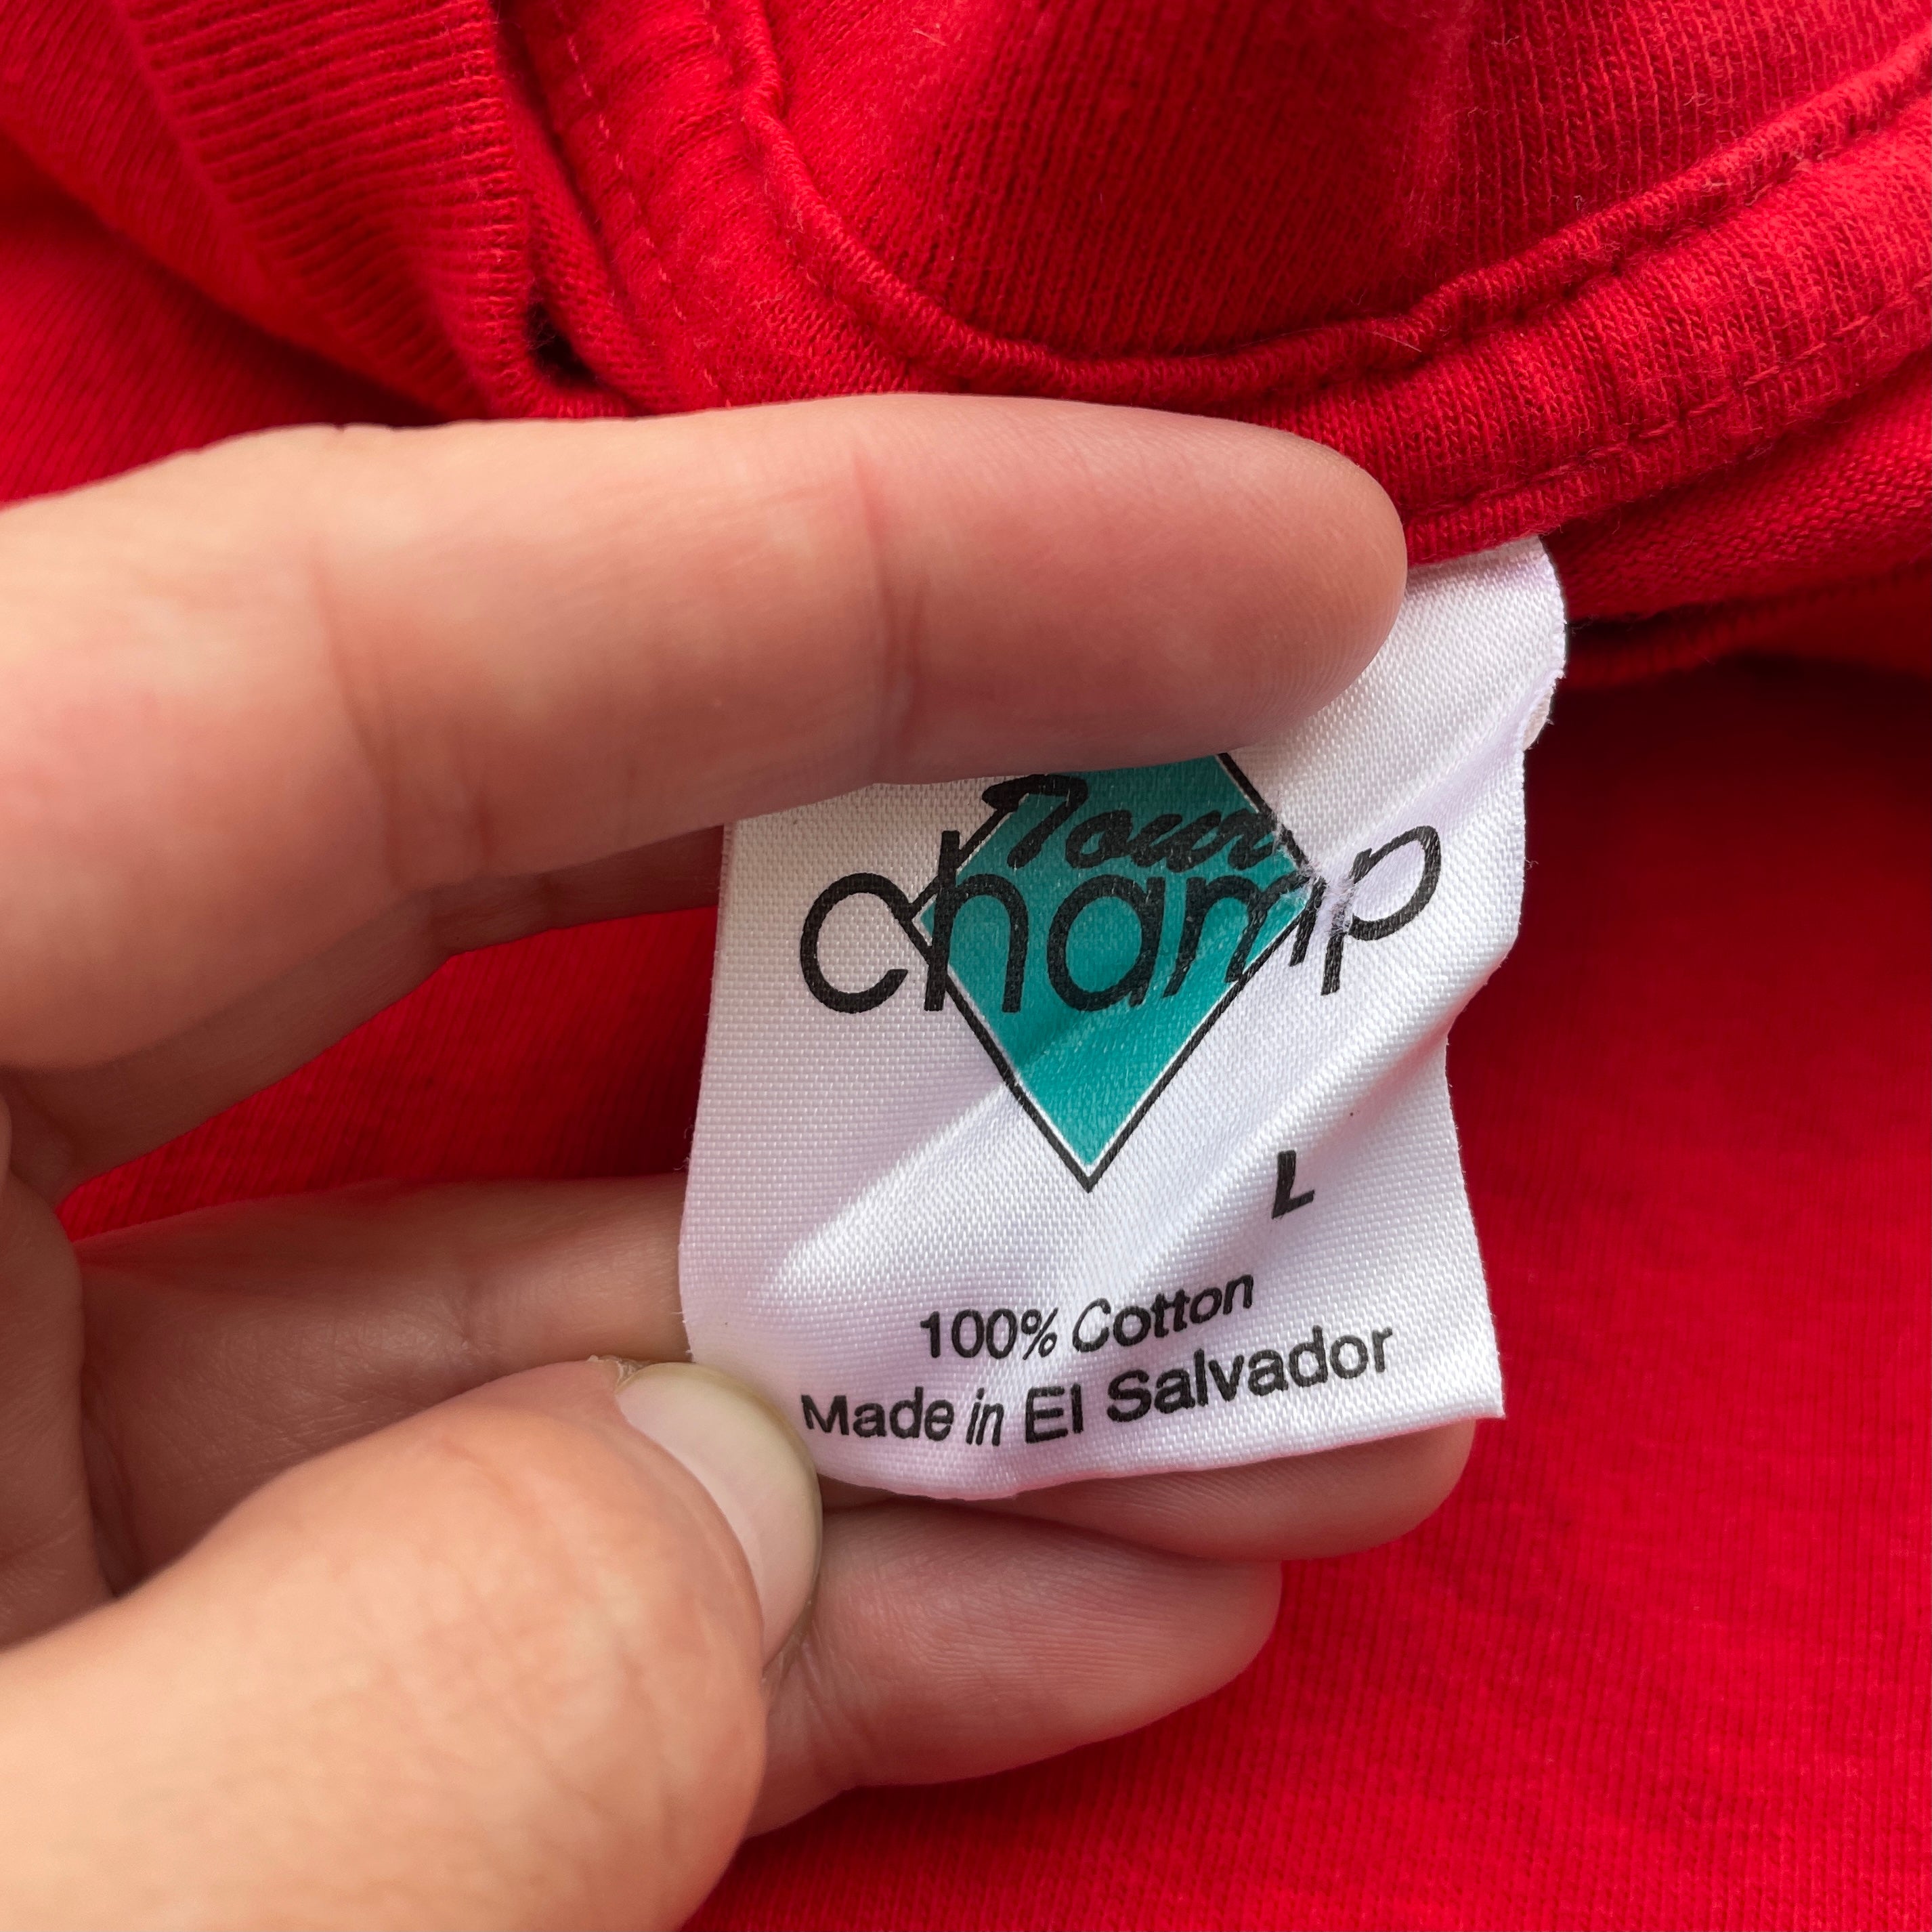 Tour
champ
L
100% Cotton
Made in El Salvador